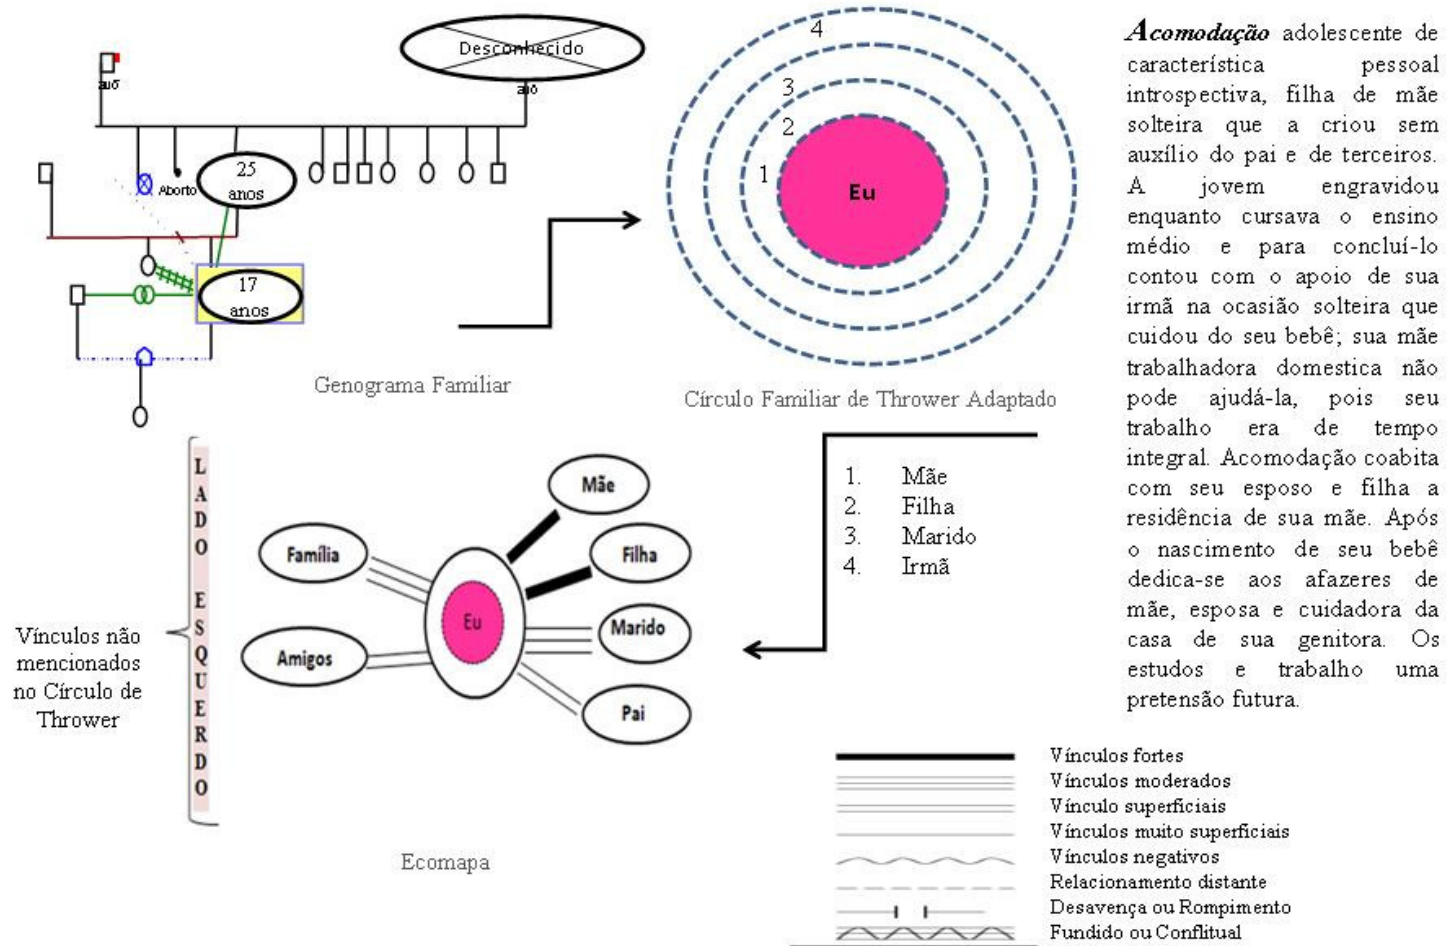 Desconhecido
avô
avó
Aborto
25
anos
17
anos
Genograma Familiar
4
3
2
1
Eu
Círculo Familiar de Thrower Adaptado
Acomodação adolescente de
característica pessoal
introspectiva, filha de mãe
solteira que a criou sem
auxílio do pai e de terceiros.
A jovem engravidou
enquanto cursava o ensino
médio e para concluí-lo
contou com o apoio de sua
irmã na ocasião solteira que
cuidou do seu bebê; sua mãe
trabalhadora domestica não
pode ajudá-la, pois seu
trabalho era de tempo
integral. Acomodação coabita
com seu esposo e filha a
residência de sua mãe. Após
o nascimento de seu bebê
dedica-se aos afazeres de
mãe, esposa e cuidadora da
casa de sua genitora. Os
estudos e trabalho uma
pretensão futura.
Vínculos não
mencionados
no Círculo de
Thrower
LADO ESQUERDO
Família
Amigos
Eu
Mãe
Filha
Marido
Pai
Ecomapa
1. Mãe
2. Filha
3. Marido
4. Irmã
Vínculos fortes
Vínculos moderados
Vínculo superficiais
Vínculos muito superficiais
Vínculos negativos
Relacionamento distante
Desavença ou Rompimento
Fundido ou Conflitual